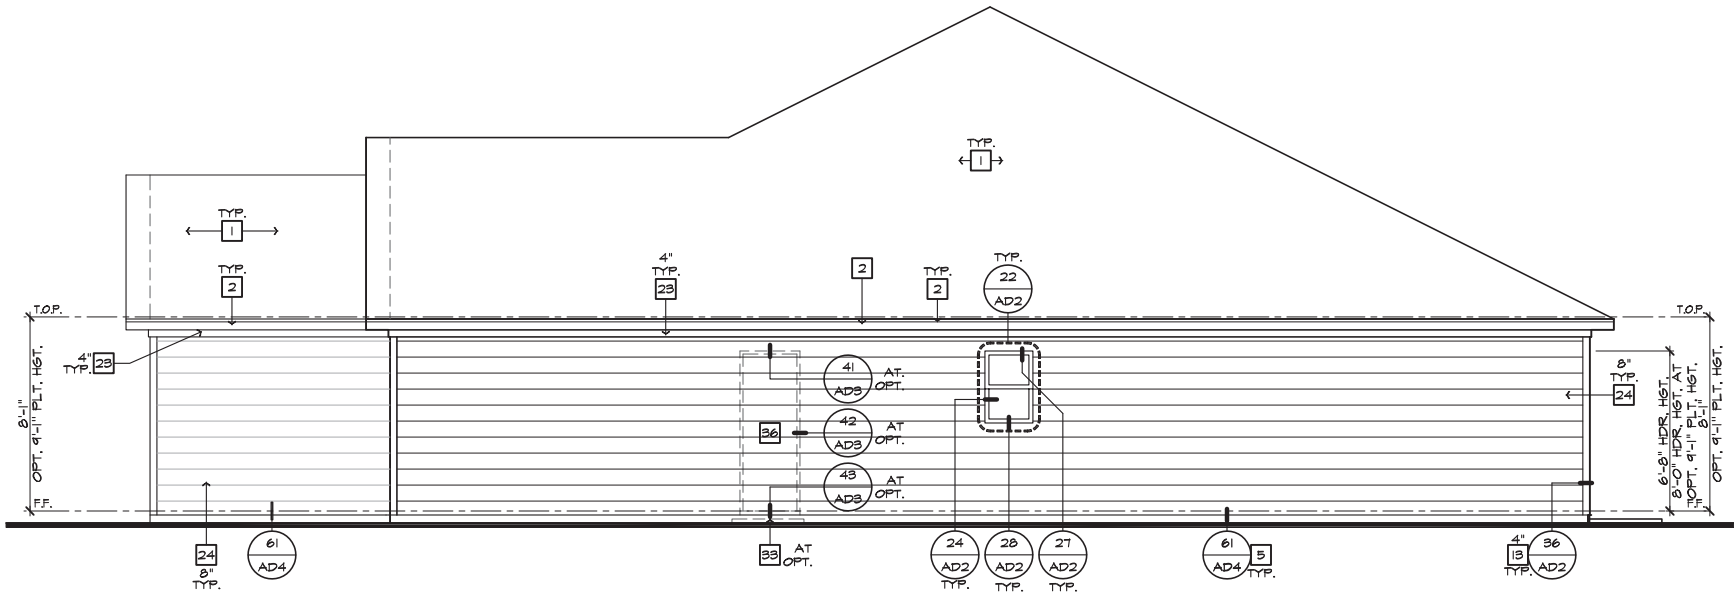 TYP.
1
TYP.
1
TYP.
2
4"
TYP.
23
2
TYP.
2
TYP.
22
AD2
T.O.P.
T.O.P.
4"
TYP.
23
8'-1"
OPT. 9'-1" PLT. HGT.
41
AD3
AT
OPT.
36
42
AD3
AT
OPT.
43
AD3
AT
OPT.
8"
TYP.
24
6'-8" HDR. HGT.
8'-0" HDR. HGT. AT
OPT. 9'-1" PLT. HGT.
8'-1"
OPT. 9'-1" PLT. HGT.
F.F.
F.F.
24
8"
TYP.
61
AD4
33
AT
OPT.
24
AD2
TYP.
28
AD2
TYP.
27
AD2
TYP.
61
AD4
5
TYP.
4"
13
TYP.
36
AD2